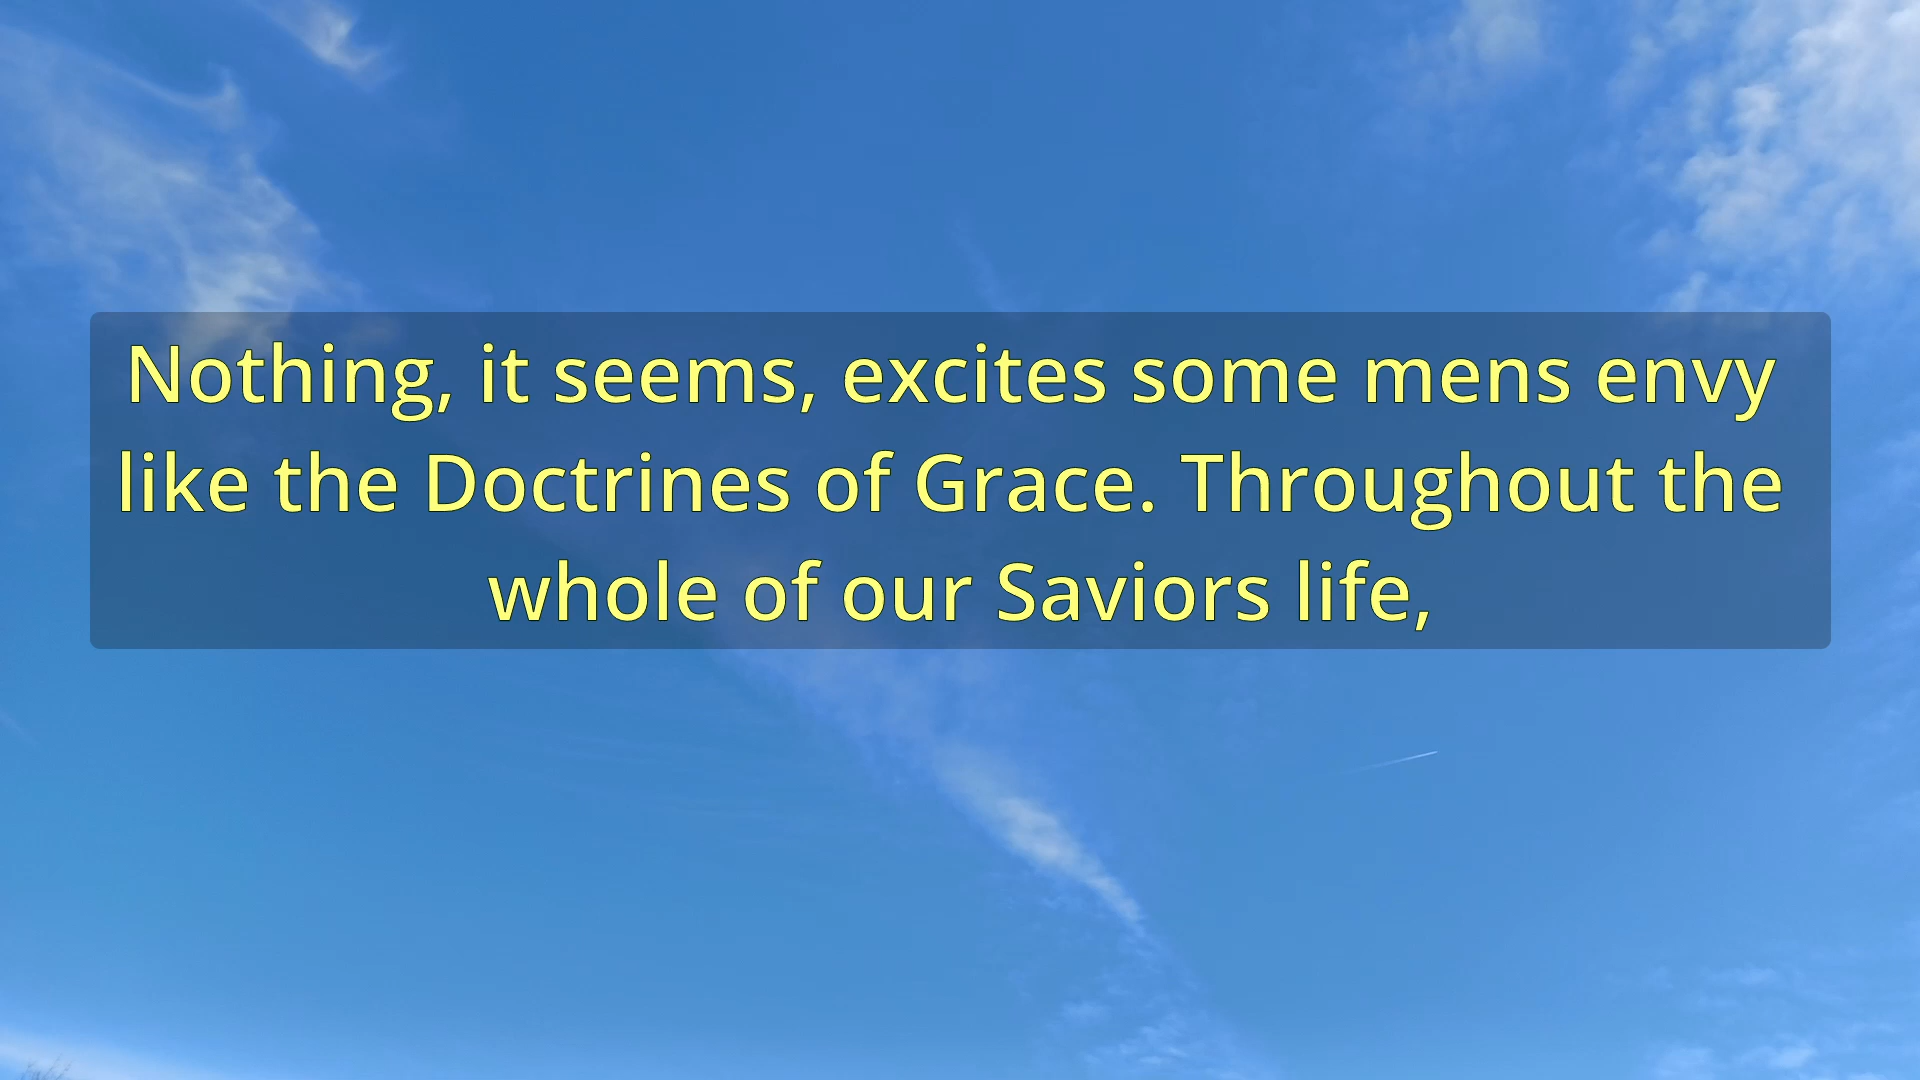 Nothing, it seems, excites some mens envy
like the Doctrines of Grace. Throughout the
whole of our Saviors life,